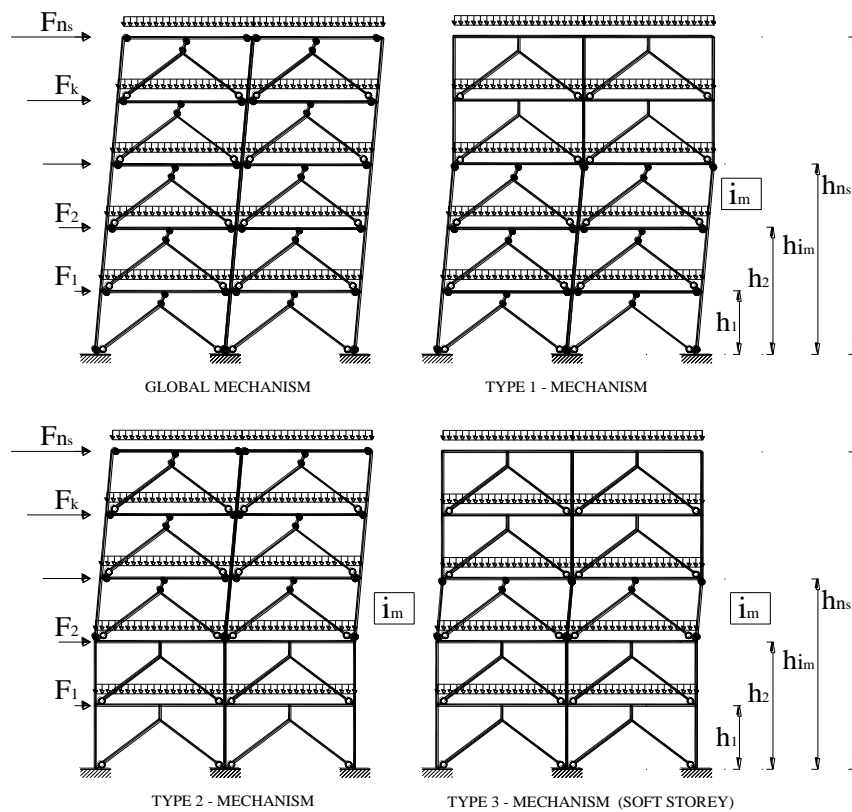 Fns
Fk
F2
F1
im
h1
h2
him
hns
GLOBAL MECHANISM
TYPE 1 - MECHANISM
Fns
Fk
F2
F1
im
im
h1
h2
him
hns
TYPE 2 - MECHANISM
TYPE 3 - MECHANISM (SOFT STOREY)